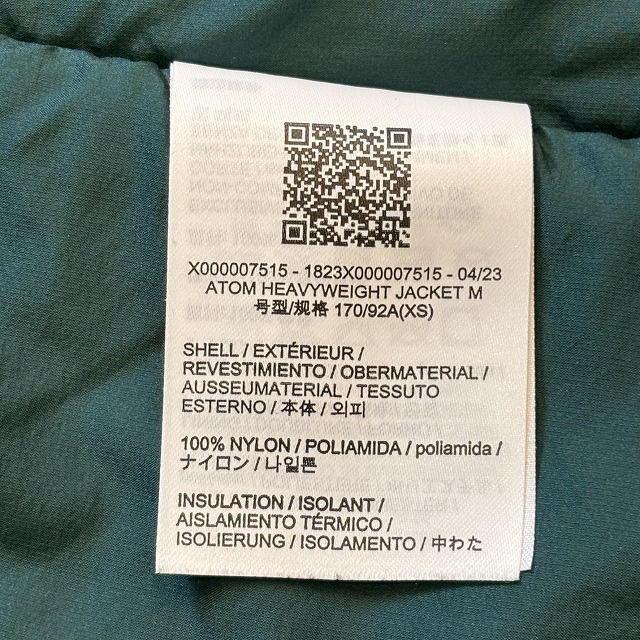 X000007515 - 1823X000007515 - 04/23
ATOM HEAVYWEIGHT JACKET M
号型/规格 170/92A(XS)
SHELL / EXTÉRIEUR /
REVESTIMIENTO / OBERMATERIAL /
AUSSEUMATERIAL / TESSUTO
ESTERNO / 本体 / 외피
100% NYLON / POLIAMIDA / poliamida /
ナイロン / 나일론
INSULATION / ISOLANT /
AISLAMIENTO TÉRMICO /
ISOLIERUNG / ISOLAMENTO / 中わた